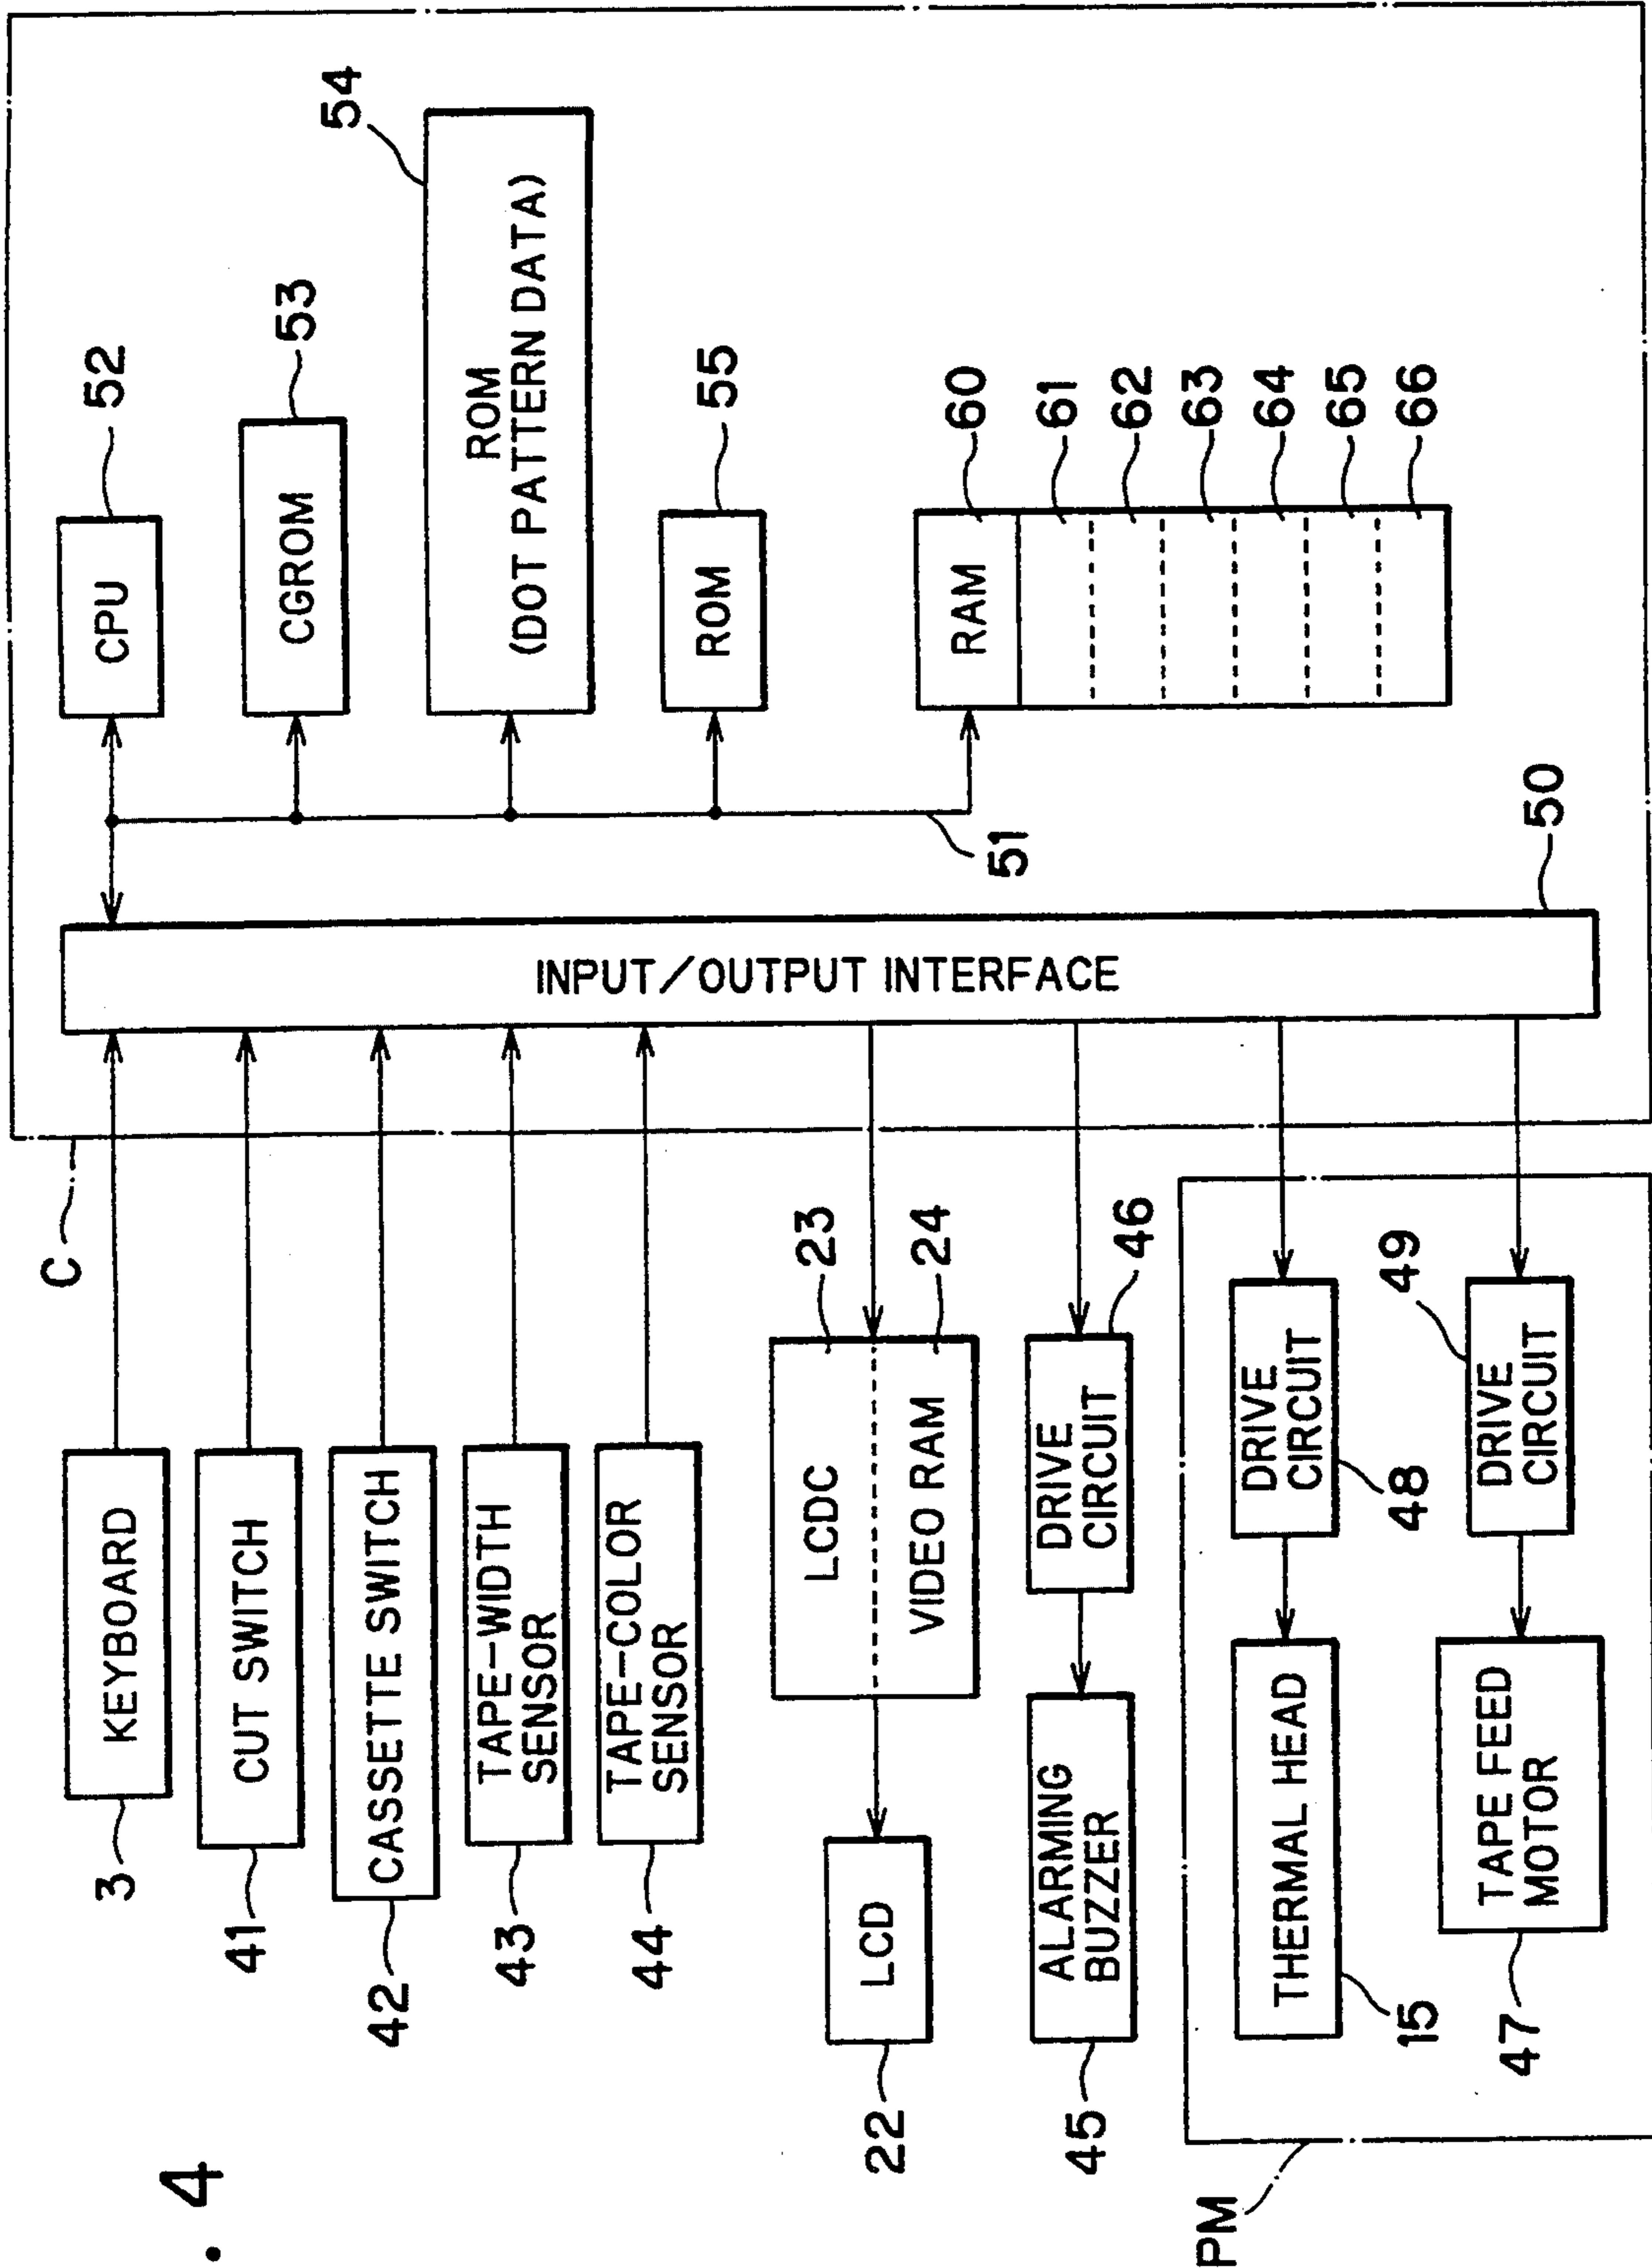 . 4
C
3
KEYBOARD
41
CUT SWITCH
42
CASSETTE SWITCH
43
TAPE-WIDTH
SENSOR
44
TAPE-COLOR
SENSOR
22
LCD
LCDC
VIDEO RAM
23
24
45
ALARMING
BUZZER
DRIVE
CIRCUIT
46
PM
15
THERMAL HEAD
DRIVE
CIRCUIT
48
47
TAPE FEED
MOTOR
DRIVE
CIRCUIT
49
INPUT/OUTPUT INTERFACE
50
51
CPU
52
CGROM
53
ROM
(DOT PATTERN DATA)
54
ROM
55
RAM
60
61
62
63
64
65
66